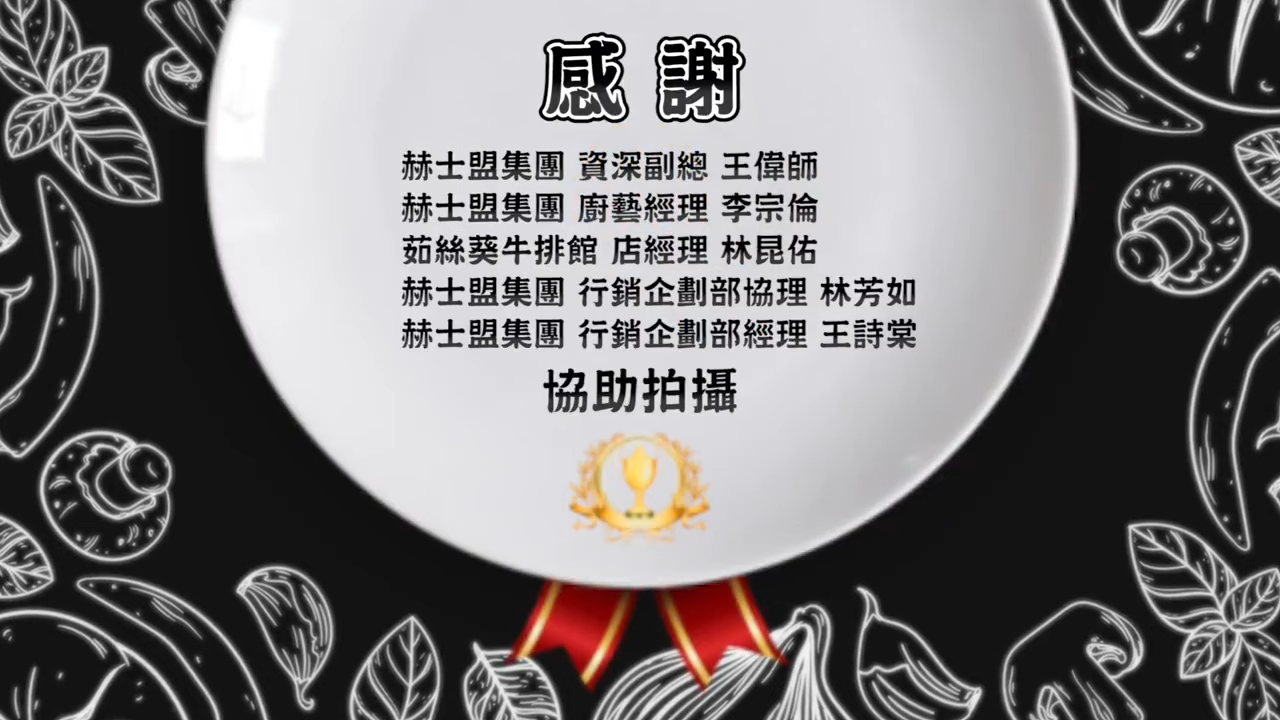 感謝
赫士盟集團 資深副總 王偉師
赫士盟集團 廚藝經理 李宗倫
茹絲葵牛排館 店經理 林昆佑
赫士盟集團 行銷企劃部協理 林芳如
赫士盟集團 行銷企劃部經理 王詩棠
協助拍攝